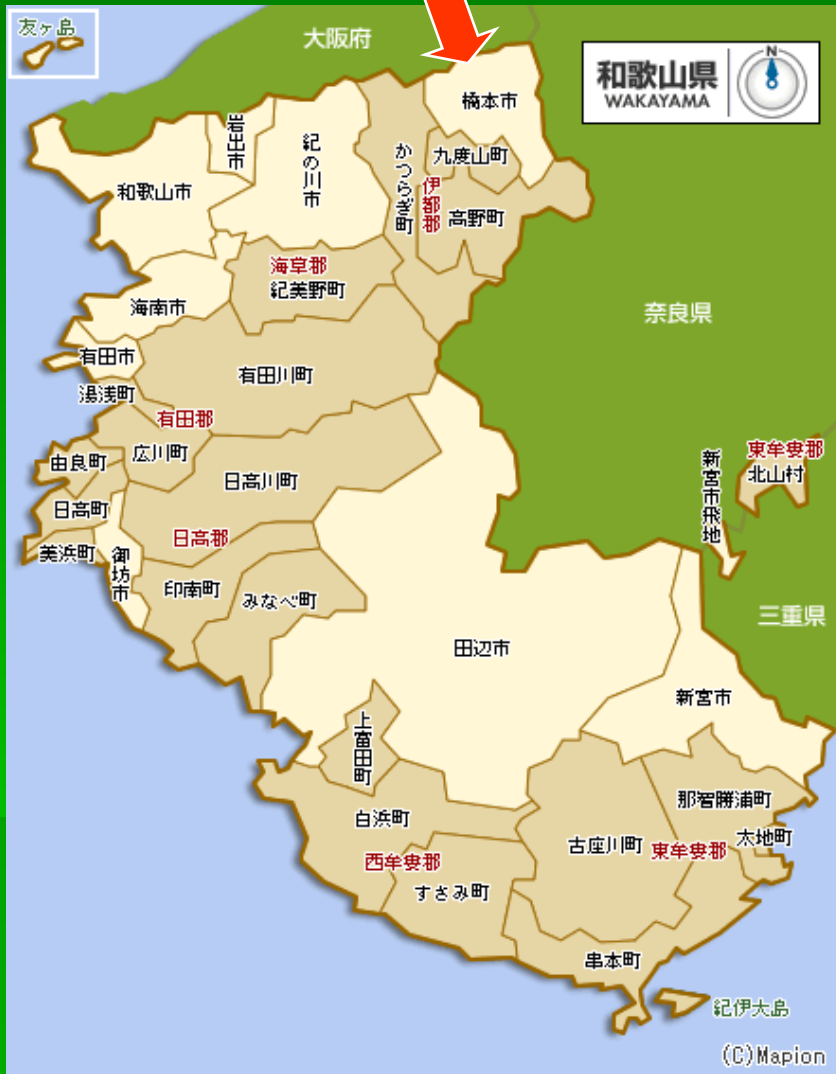 友ヶ島
大阪府
和歌山県
WAKAYAMA
N
橋本市
岩出市
紀の川市
かつらぎ町
九度山町
伊都郡
高野町
和歌山市
海草郡
紀美野町
海南市
奈良県
有田市
有田川町
湯浅町
有田郡
広川町
由良町
日高川町
東牟婁郡
北山村
新宮市飛地
日高町
日高郡
美浜町
御坊市
印南町
みなべ町
三重県
田辺市
新宮市
上富田町
那智勝浦町
白浜町
太地町
古座川町
東牟婁郡
西牟婁郡
すさみ町
串本町
紀伊大島
(C)Mapion